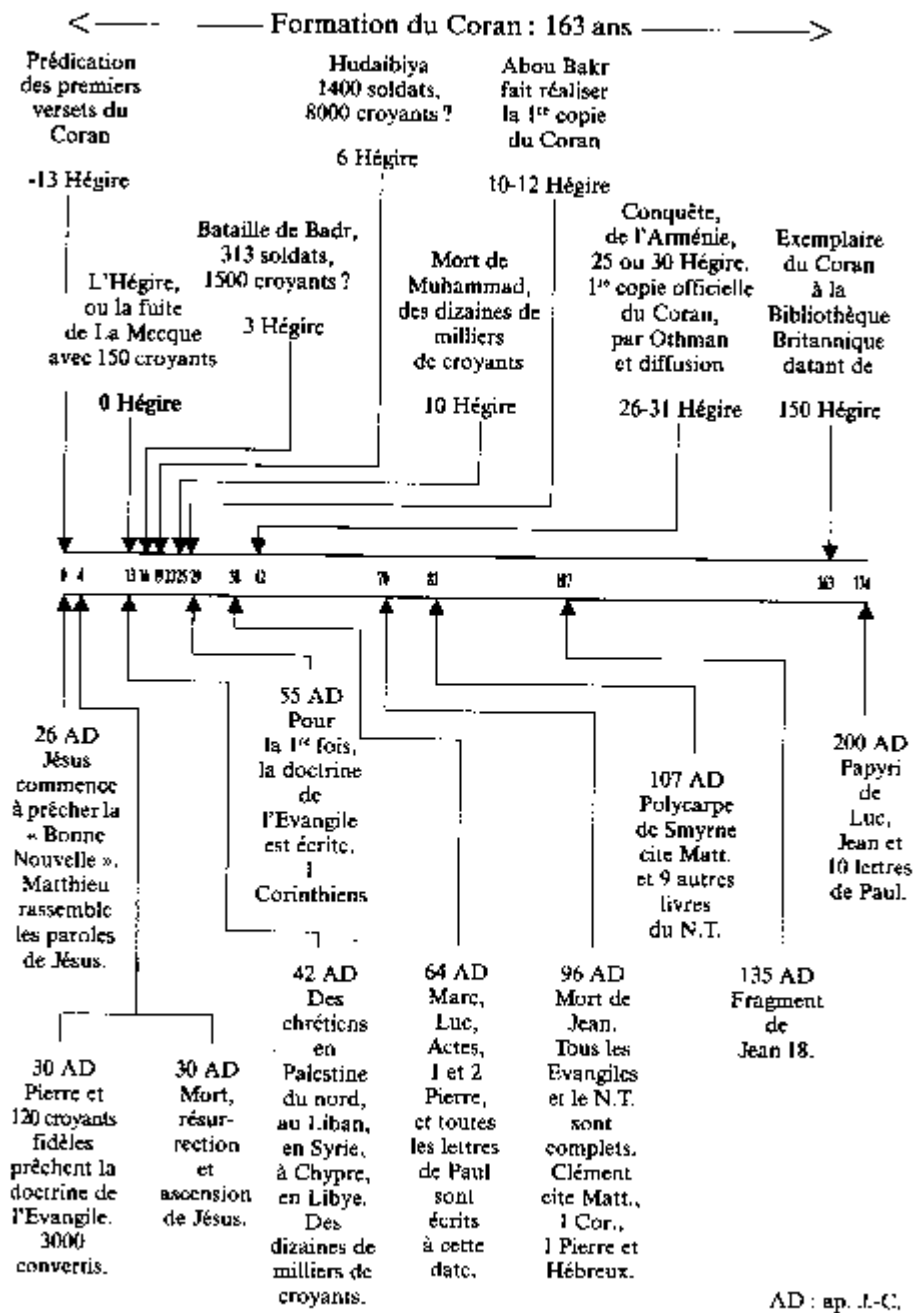 Formation du Coran : 163 ans
Prédication
des premiers
versets du
Coran
-13 Hégire
L'Hégire,
ou la fuite
de La Mecque
avec 150 croyants
0 Hégire
Bataille de Badr,
313 soldats,
1500 croyants ?
3 Hégire
Hudaibiya
1400 soldats,
8000 croyants ?
6 Hégire
Mort de
Muhammad,
des dizaines de
milliers
de croyants
10 Hégire
Abou Bakr
fait réaliser
la 1re copie
du Coran
10-12 Hégire
Conquête,
de l'Arménie,
25 ou 30 Hégire.
1re copie officielle
du Coran,
par Othman
et diffusion
26-31 Hégire
Exemplaire
du Coran
à la
Bibliothèque
Britannique
datant de
150 Hégire
4 13 16 25 29 38 42 70 81 163 174
26 AD
Jésus
commence
à prêcher la
« Bonne
Nouvelle ».
Matthieu
rassemble
les paroles
de Jésus.
30 AD
Pierre et
120 croyants
fidèles
prêchent la
doctrine de
l'Evangile.
3000
convertis.
30 AD
Mort,
résur-
rection
et
ascension
de Jésus.
42 AD
Des
chrétiens
en
Palestine
du nord,
au Liban,
en Syrie,
à Chypre,
en Libye.
Des
dizaines de
milliers de
croyants.
55 AD
Pour
la 1re fois,
la doctrine
de
l'Evangile
est écrite.
1
Corinthiens
64 AD
Marc,
Luc,
Actes,
1 et 2
Pierre,
et toutes
les lettres
de Paul
sont
écrits
à cette
date.
96 AD
Mort de
Jean.
Tous les
Evangiles
et le N.T.
sont
complets.
Clément
cite Matt.,
1 Cor.,
1 Pierre et
Hébreux.
107 AD
Polycarpe
de Smyrne
cite Matt.
et 9 autres
livres
du N.T.
135 AD
Fragment
de
Jean 18.
200 AD
Papyri
de
Luc,
Jean et
10 lettres
de Paul.
AD : ap. J.-C.